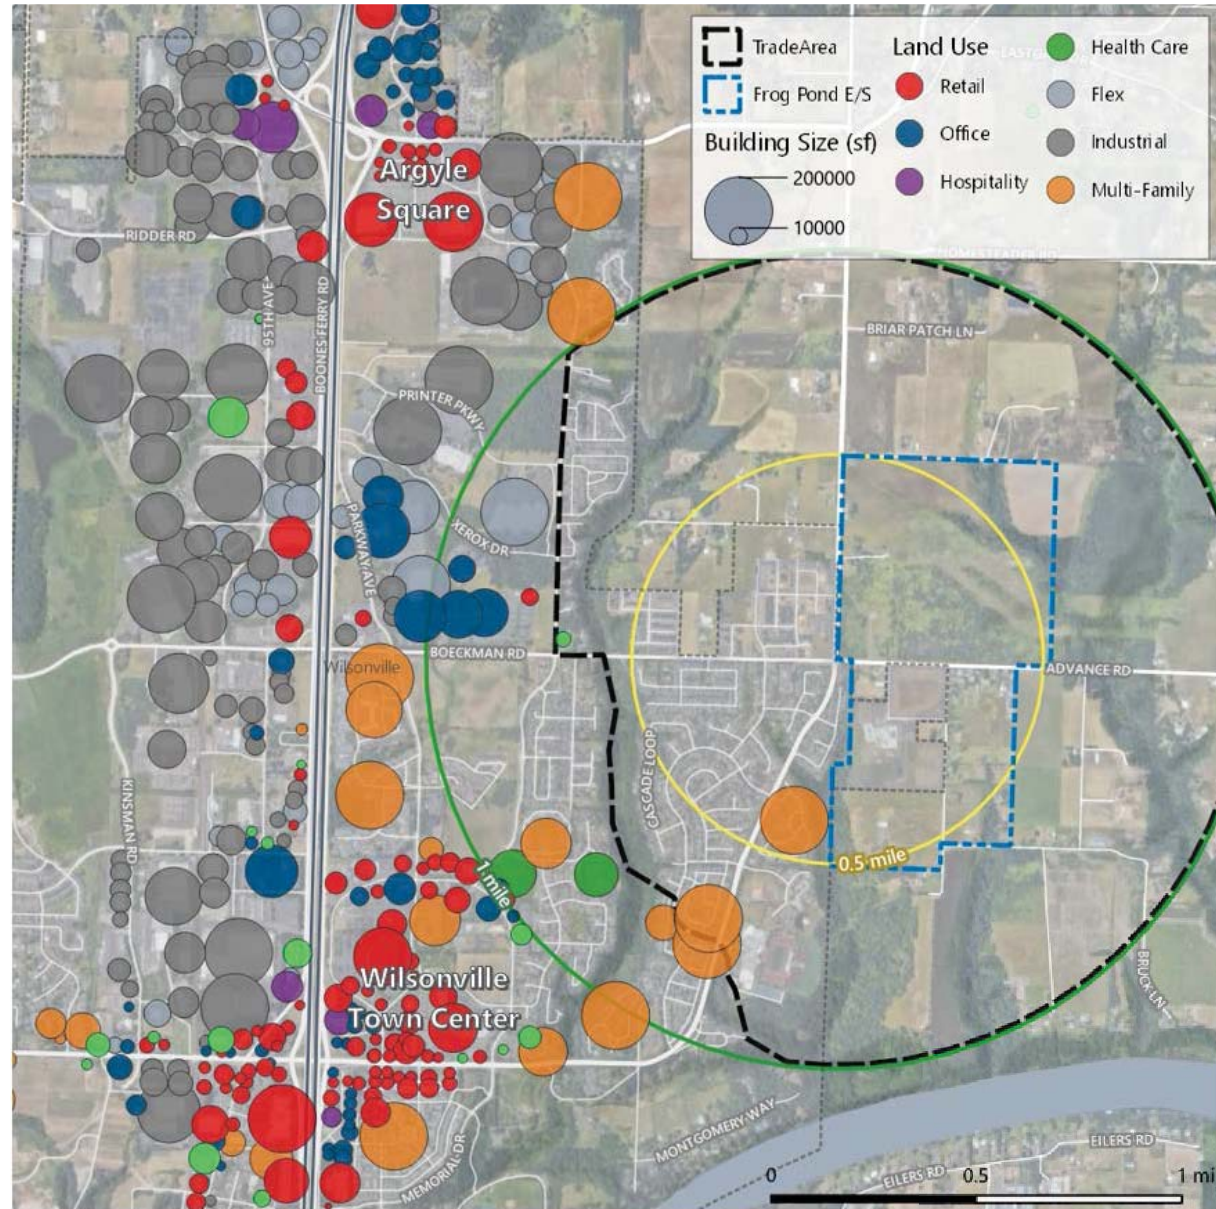 TradeArea
Frog Pond E/S
Building Size (sf)
200000
10000
Land Use
Retail
Office
Hospitality
Health Care
Flex
Industrial
Multi-Family
Argyle
Square
RIDDER RD
95TH AVE
BOONES FERRY RD
BRIAR PATCH LN
PRINTER PKWY
XEROX DR
PARKWAY AVE
BOECKMAN RD
Wilsonville
ADVANCE RD
CASCADE LOOP
KINSMAN RD
0.5 mile
1 mile
Wilsonville
Town Center
BRUCK LN
MONTGOMERY WAY
MEMORIAL DR
EILERS RD
EILERS RD
0
0.5
1 mi